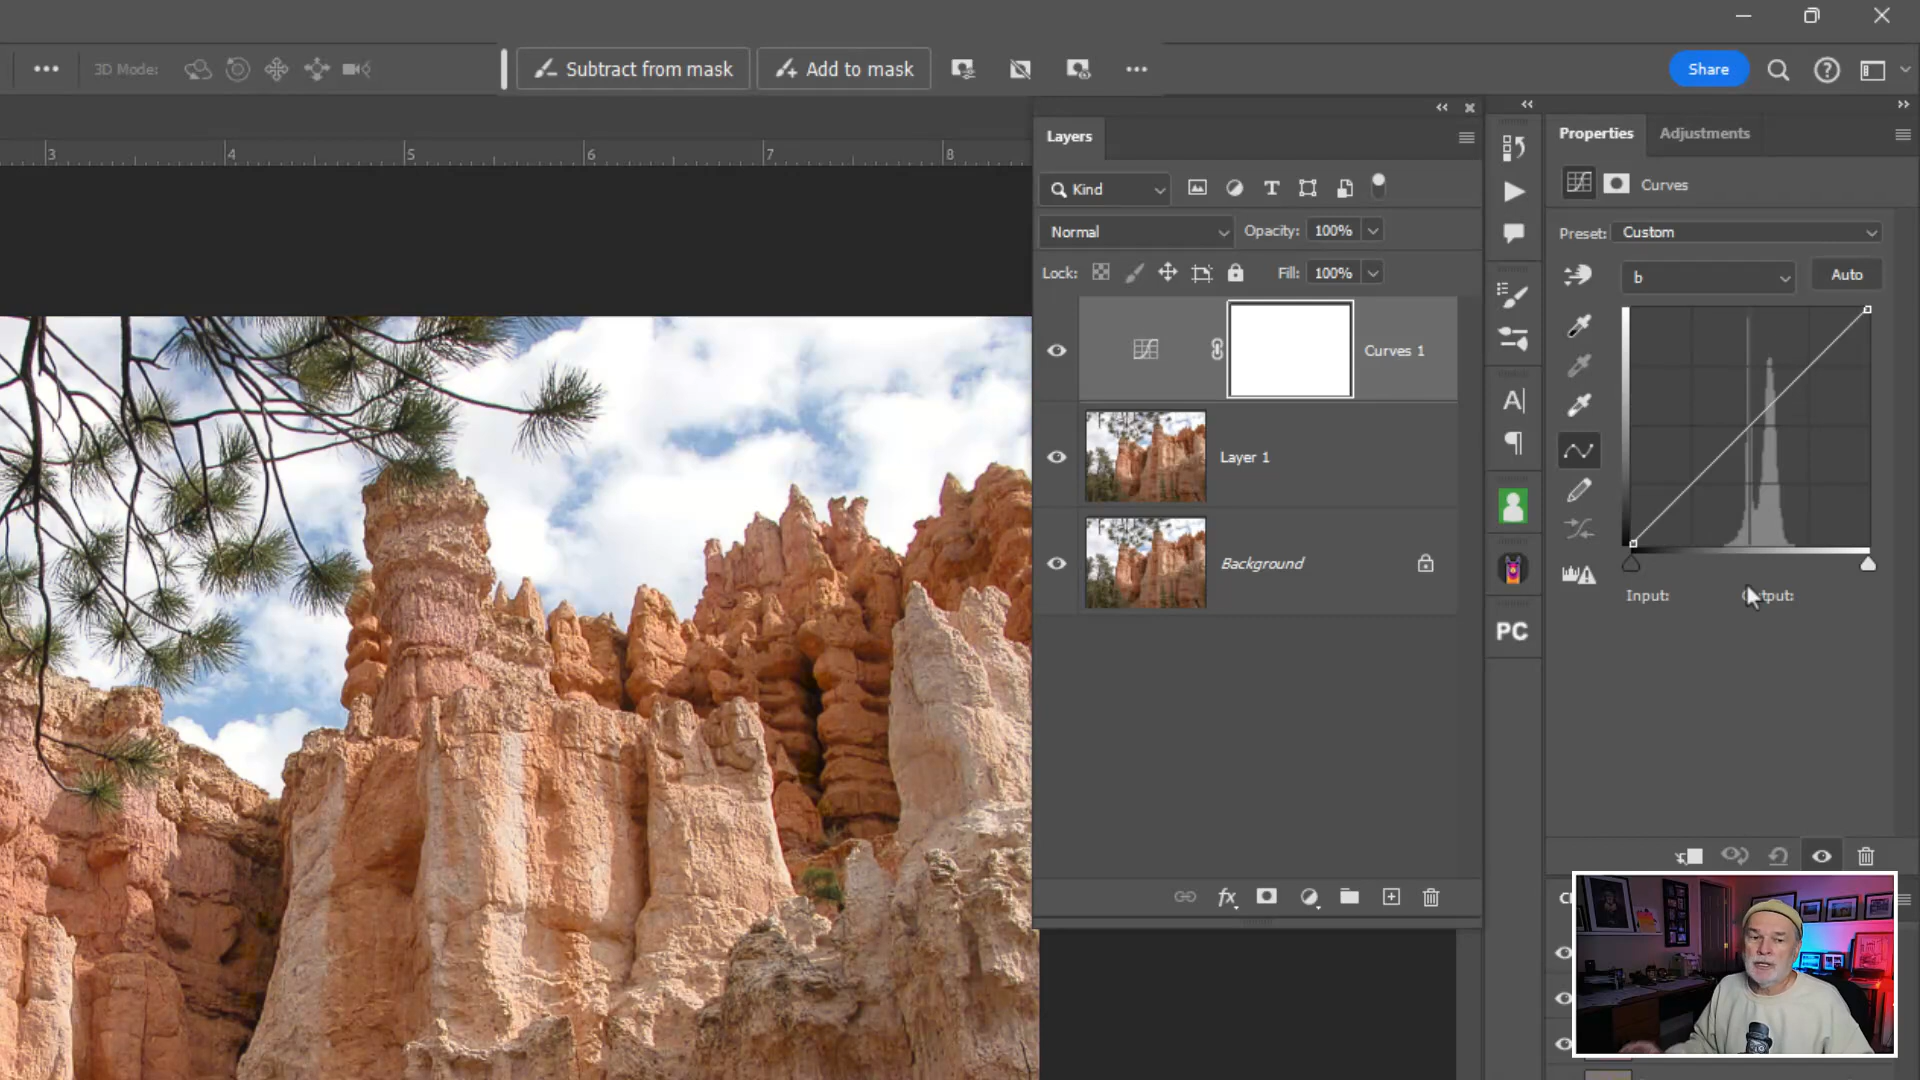 3D Mode:
Subtract from mask
Add to mask
Share
3 4 5 6 7 8
Layers
Kind
T
Normal
Opacity: 100%
Lock:
Fill: 100%
Curves 1
Layer 1
Background
fx
A|
PC
Properties
Adjustments
Curves
Preset: Custom
b
Auto
Input: